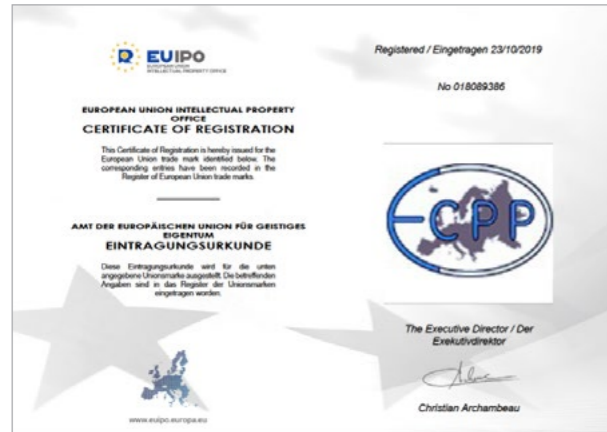 EUIPO
EUROPEAN UNION
INTELLECTUAL PROPERTY OFFICE
EUROPEAN UNION INTELLECTUAL PROPERTY
OFFICE
CERTIFICATE OF REGISTRATION
This Certificate of Registration is hereby issued for the
European Union trade mark identified below. The
corresponding entries have been recorded in the
Register of European Union trade marks.
AMT DER EUROPÄISCHEN UNION FÜR GEISTIGES
EIGENTUM
EINTRAGUNGSURKUNDE
Diese Eintragungsurkunde wird für die unten
angegebene Unionsmarke ausgestellt. Die betreffenden
Angaben sind in das Register der Unionsmarken
eingetragen worden.
www.euipo.europa.eu
Registered / Eingetragen 23/10/2019
No 018089386
ECPP
The Executive Director / Der
Exekutivdirektor
Christian Archambeau